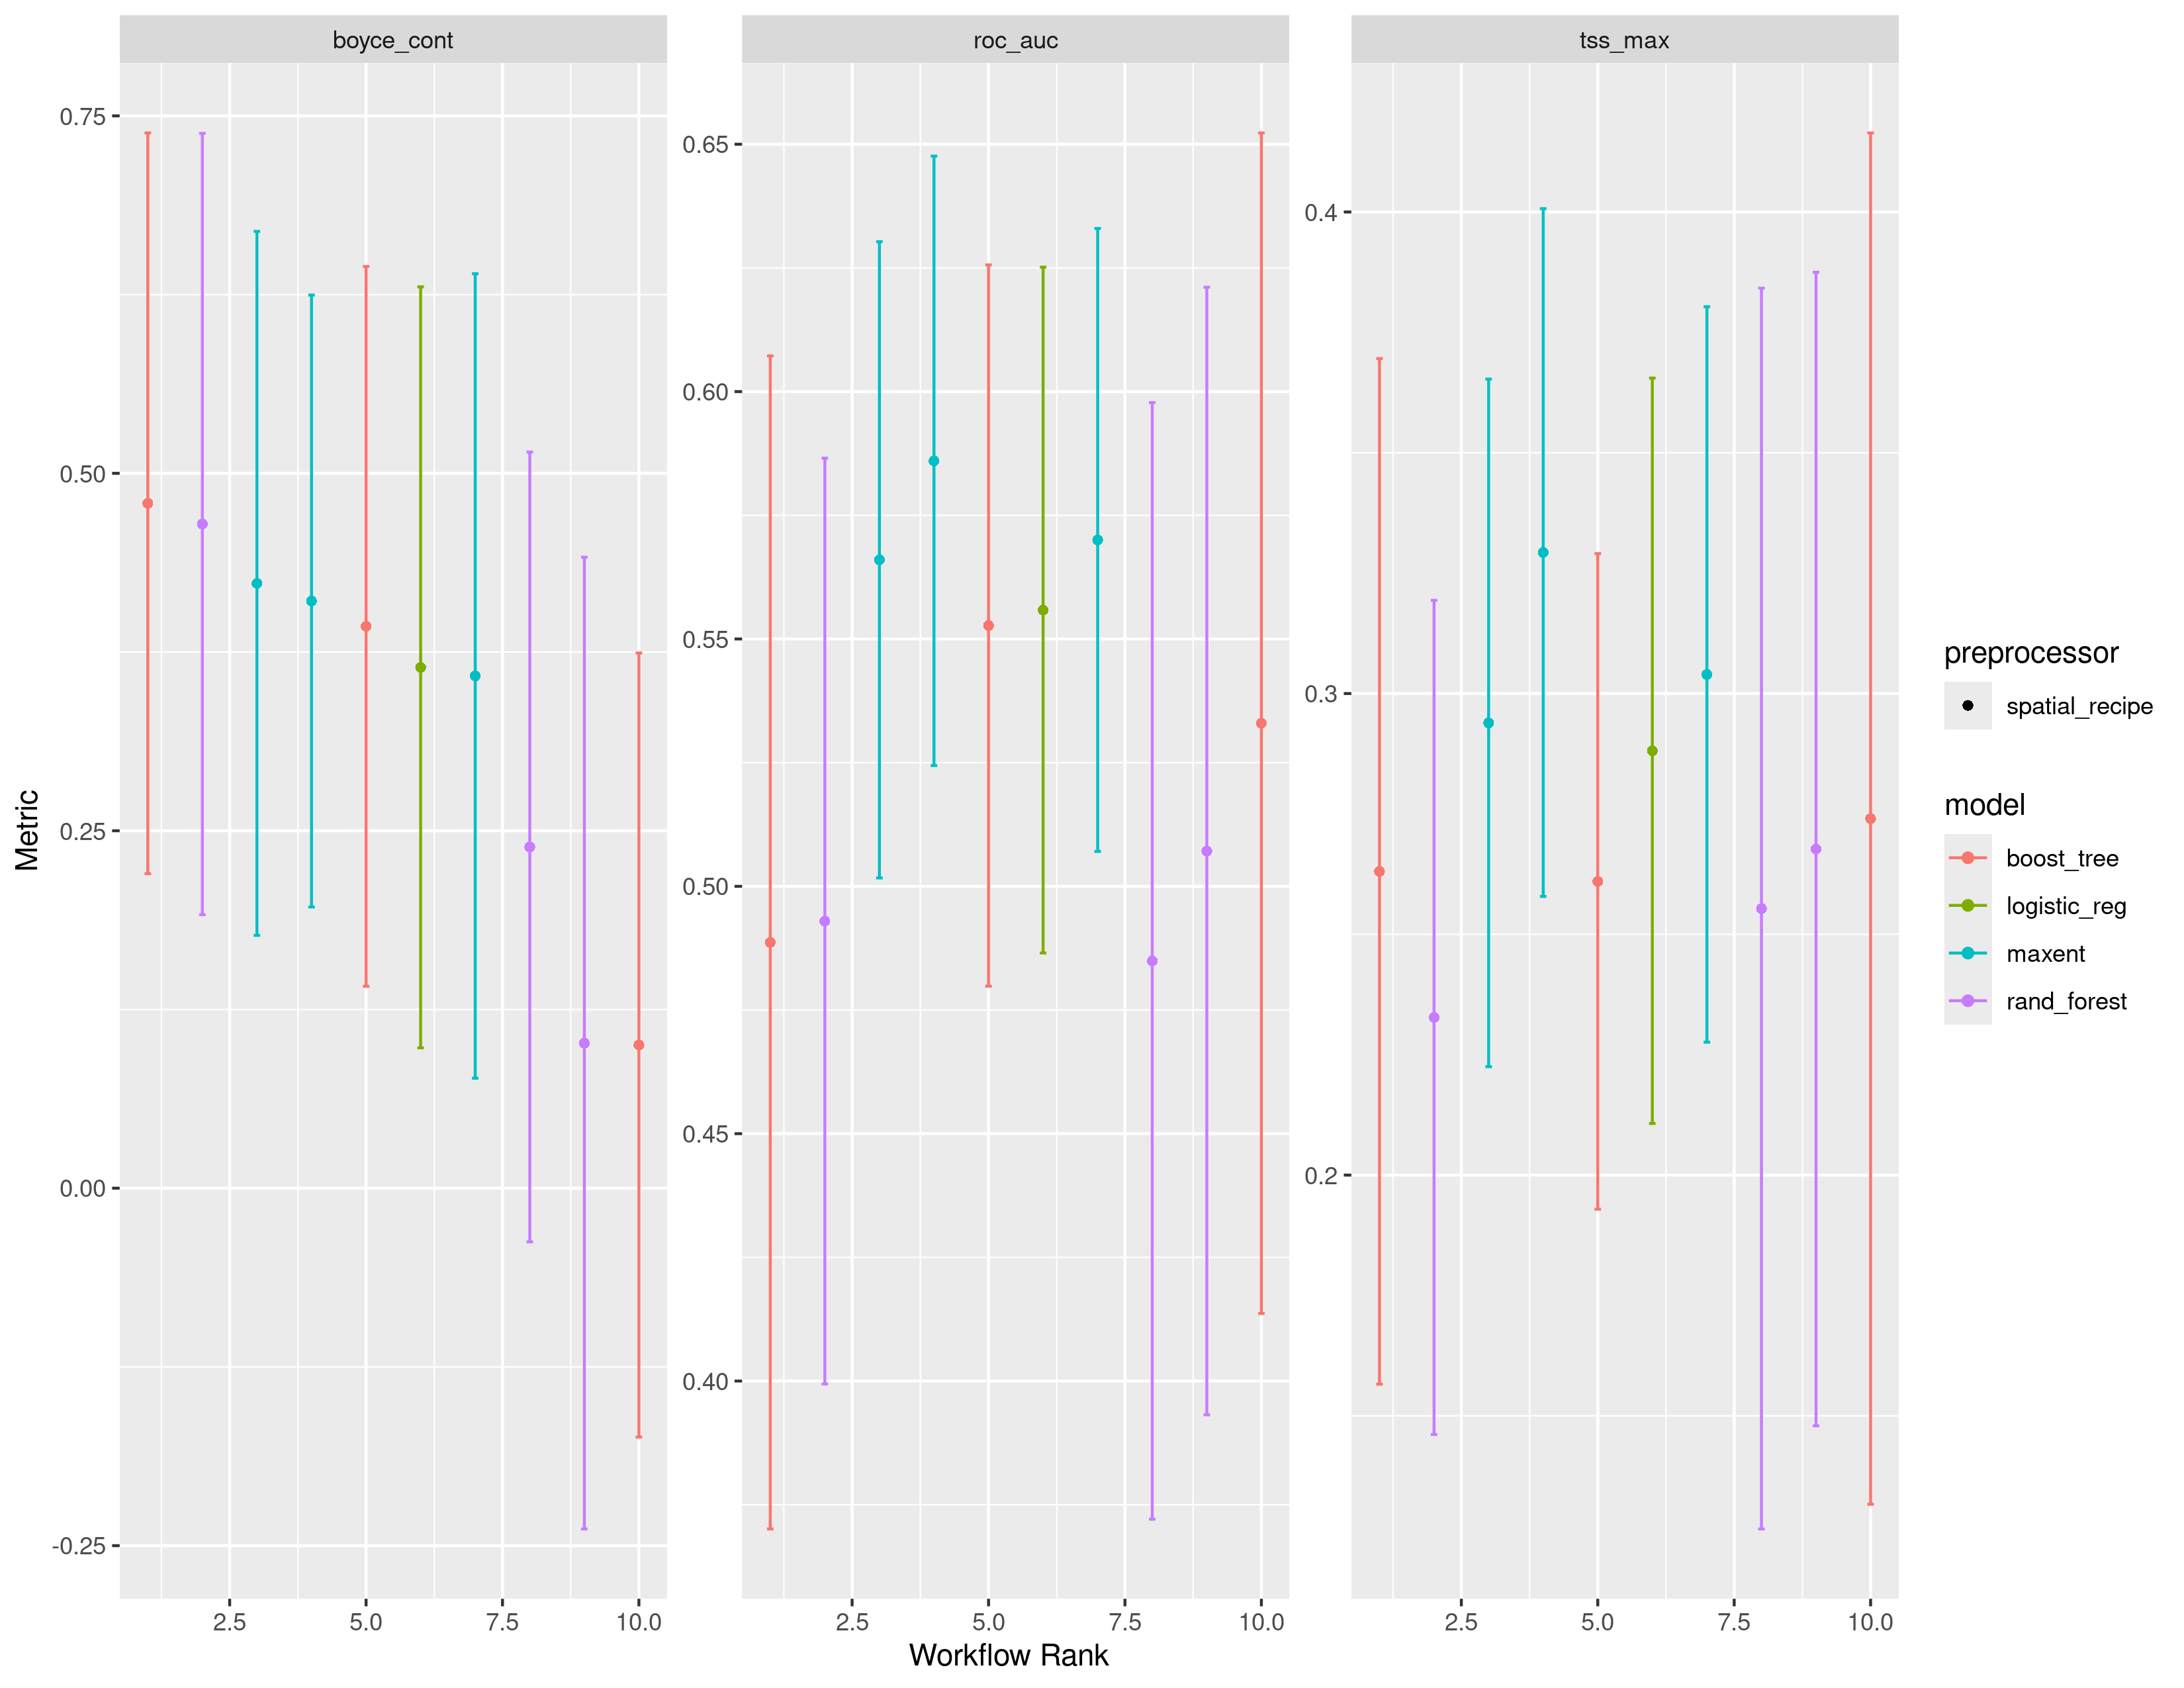 boyce_cont
roc_auc
tss_max
Metric
0.75
0.50
0.25
0.00
-0.25
0.65
0.60
0.55
0.50
0.45
0.40
0.4
0.3
0.2
2.5 5.0 7.5 10.0
2.5 5.0 7.5 10.0
2.5 5.0 7.5 10.0
Workflow Rank
preprocessor
spatial_recipe
model
boost_tree
logistic_reg
maxent
rand_forest